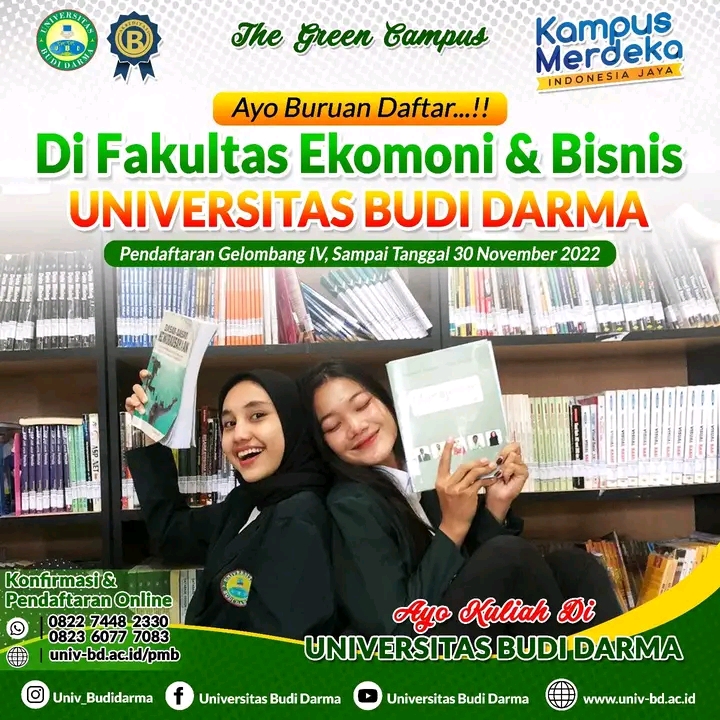 UNIVERSITAS
BUDI DARMA
B
The Green Campus
Kampus
Merdeka
INDONESIA JAYA
Ayo Buruan Daftar...!!
Di Fakultas Ekomoni & Bisnis
UNIVERSITAS BUDI DARMA
Pendaftaran Gelombang IV, Sampai Tanggal 30 November 2022
Konfirmasi &
Pendaftaran Online
0822 7448 2330
0823 6077 7083
univ-bd.ac.id/pmb
Ayo Kuliah Di
UNIVERSITAS BUDI DARMA
Univ_Budidarma
Universitas Budi Darma
Universitas Budi Darma
www.univ-bd.ac.id